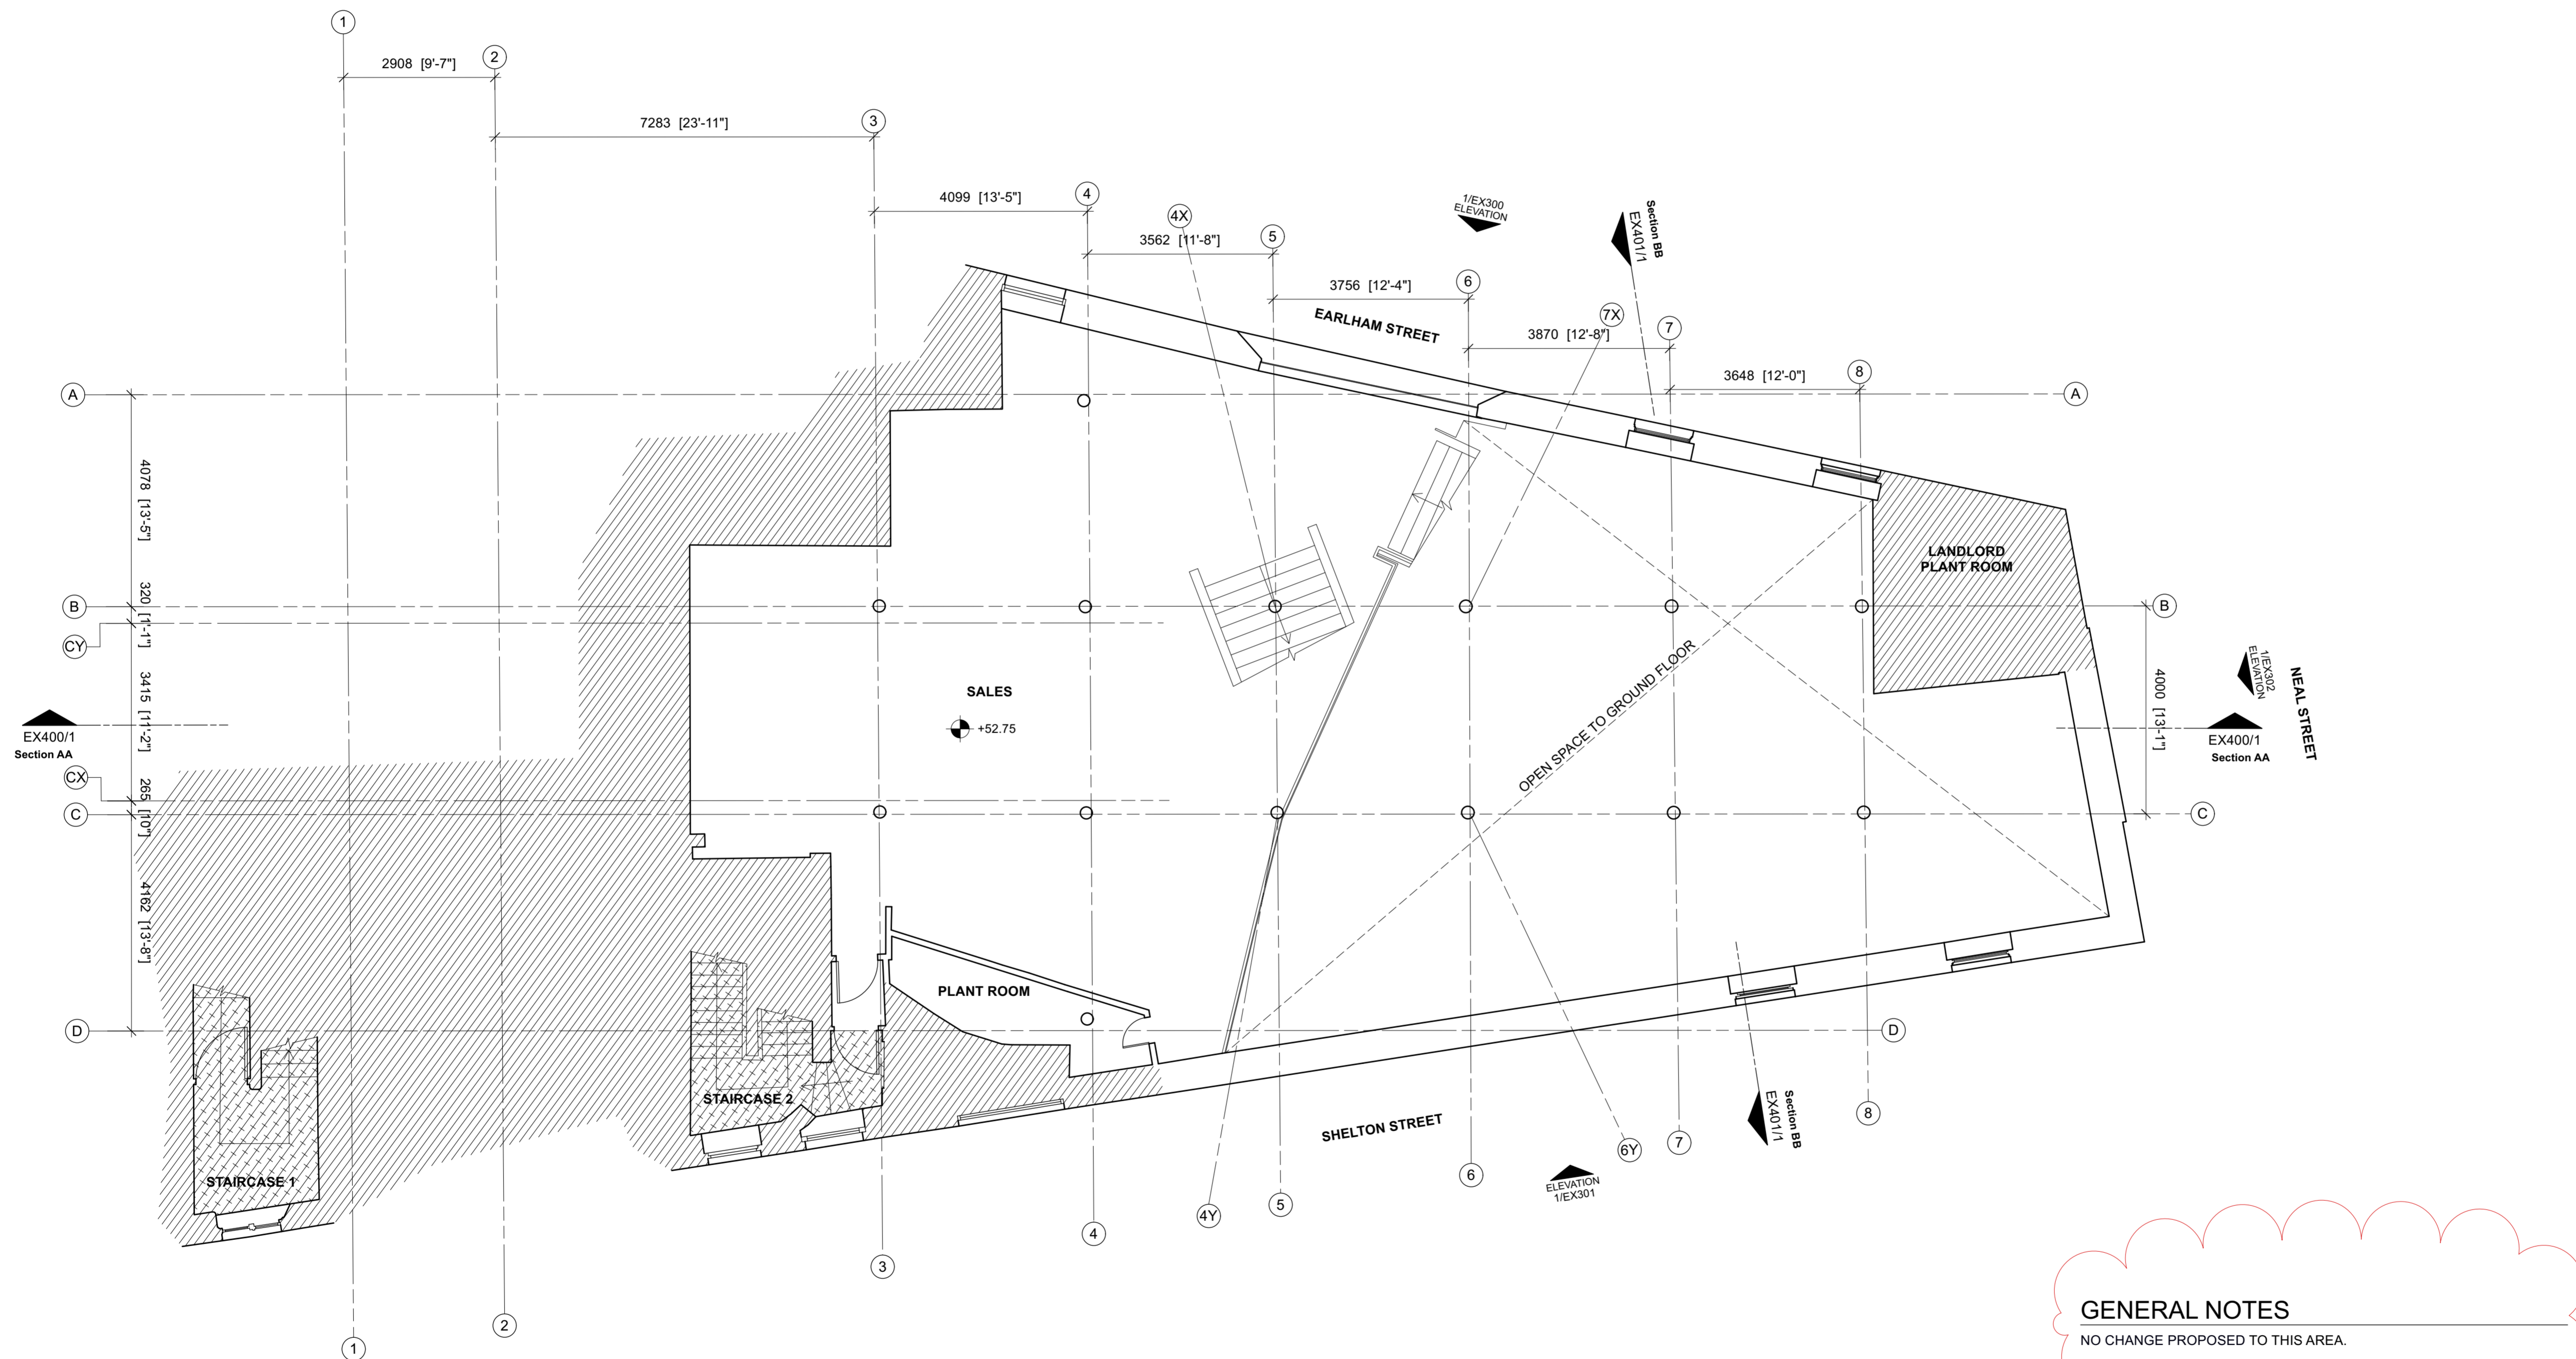 1
2908 [9'-7"]
2
7283 [23'-11"]
3
4099 [13'-5"]
4
4X
3562 [11'-8"]
5
3756 [12'-4"]
6
1/EX300
ELEVATION
7X
3870 [12'-8"]
7
Section BB
EX401/1
3648 [12'-0"]
8
EARLHAM STREET
A
A
4078 [13'-5"]
LANDLORD
PLANT ROOM
B
B
320 [1'-1"]
CY
3415 [11'-2"]
SALES
+52.75
OPEN SPACE TO GROUND FLOOR
4000 [13'-1"]
1/EX302
ELEVATION
NEAL STREET
EX400/1
Section AA
EX400/1
Section AA
CX
265 [10"]
C
C
4162 [13'-8"]
PLANT ROOM
D
D
STAIRCASE 2
STAIRCASE 1
SHELTON STREET
Section BB
EX401/1
ELEVATION
1/EX301
8
7
6Y
6
5
4Y
4
3
2
1
GENERAL NOTES
NO CHANGE PROPOSED TO THIS AREA.